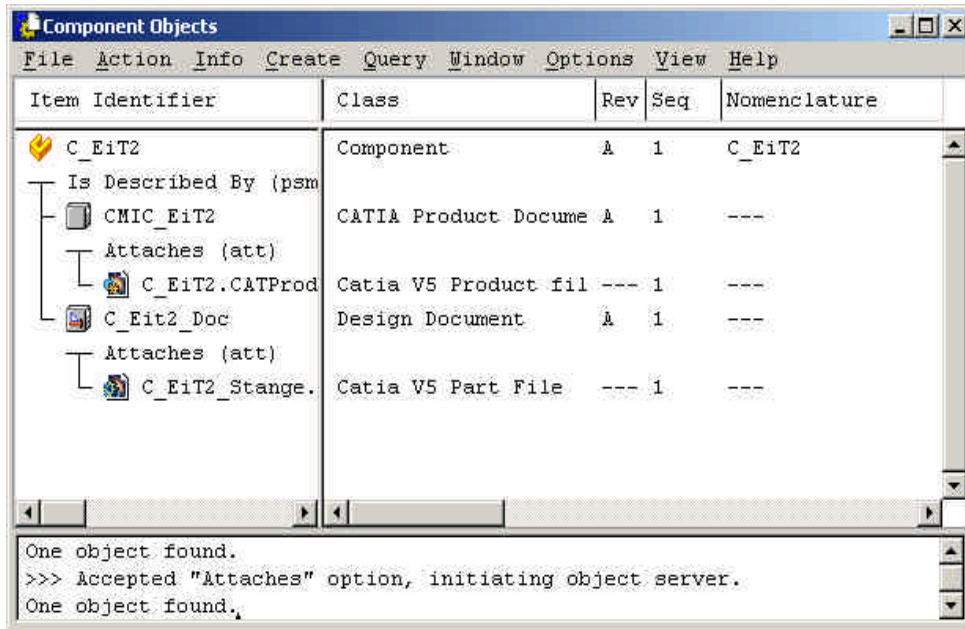 Component Objects
File Action Info Create Query Window Options View Help
Item Identifier Class Rev Seq Nomenclature
C_EiT2 Component A 1 C_EiT2
Is Described By (psm
CMIC_EiT2 CATIA Product Docume A 1 ---
Attaches (att)
C_EiT2.CATProd Catia V5 Product fil --- 1 ---
C_Eit2_Doc Design Document A 1 ---
Attaches (att)
C_EiT2_Stange. Catia V5 Part File --- 1 ---
One object found.
>>> Accepted "Attaches" option, initiating object server.
One object found.